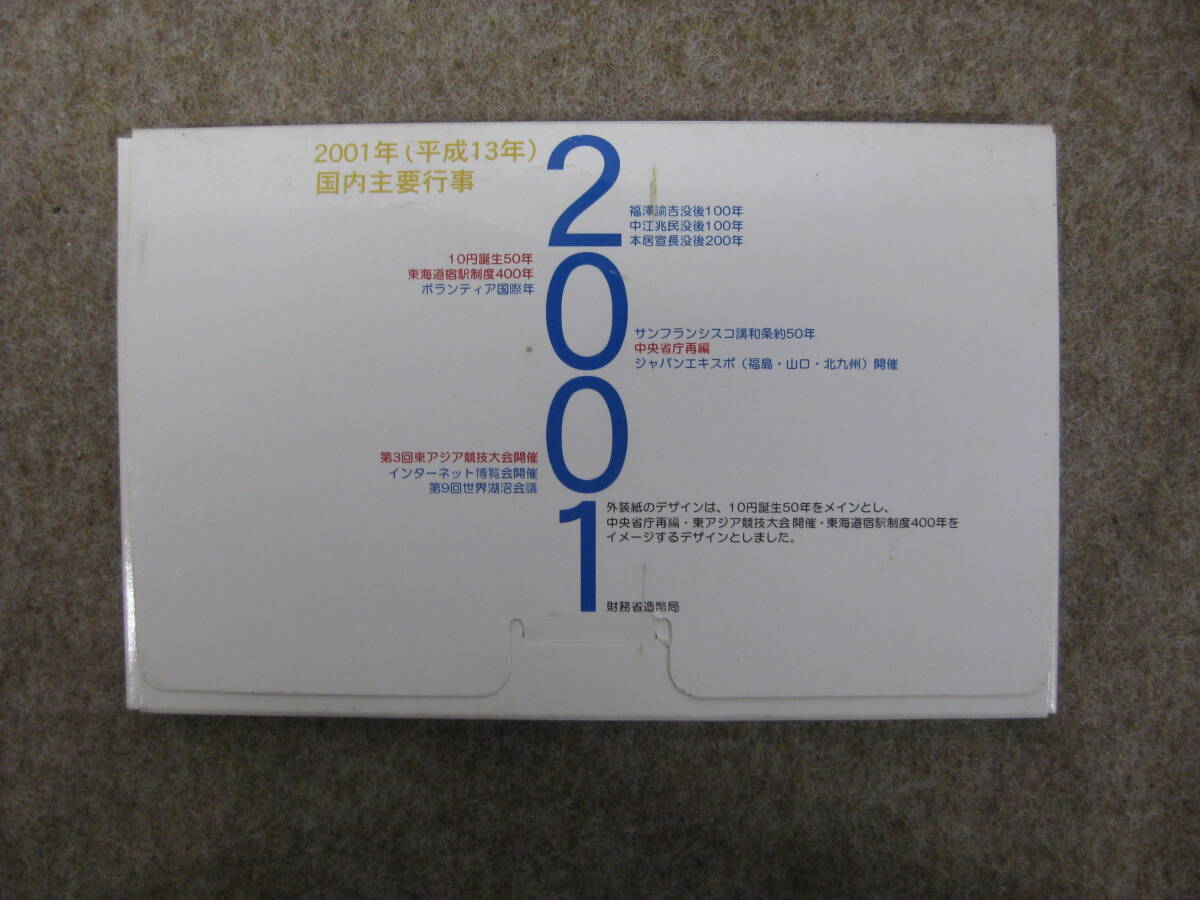 2001年(平成13年)
国内主要行事
2001
福澤諭吉没後100年
中江兆民没後100年
本居宣長没後200年
10円誕生50年
東海道宿駅制度400年
ボランティア国際年
サンフランシスコ講和条約50年
中央省庁再編
ジャパンエキスポ(福島・山口・北九州)開催
第3回東アジア競技大会開催
インターネット博覧会開催
第9回世界湖沼会議
外装紙のデザインは、10円誕生50年をメインとし、
中央省庁再編・東アジア競技大会開催・東海道宿駅制度400年を
イメージするデザインとしました。
財務省造幣局